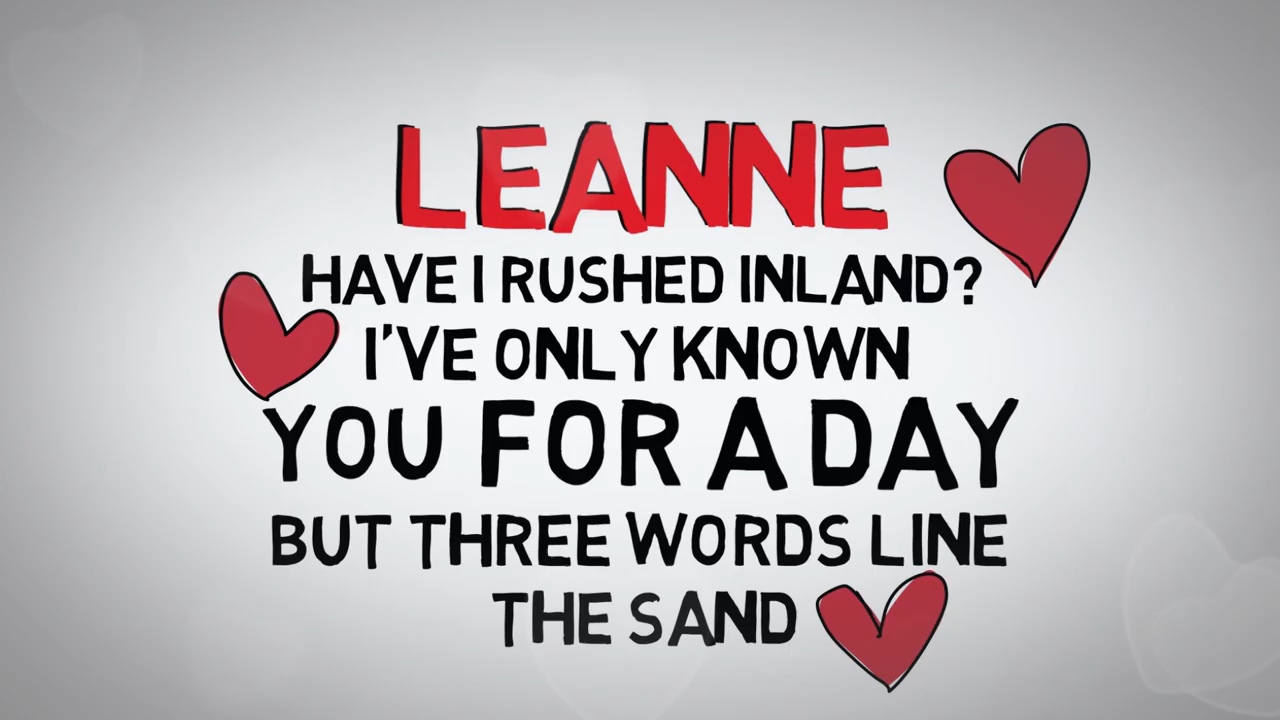 LEANNE
HAVE I RUSHED INLAND?
I'VE ONLY KNOWN
YOU FOR A DAY
BUT THREE WORDS LINE
THE SAND